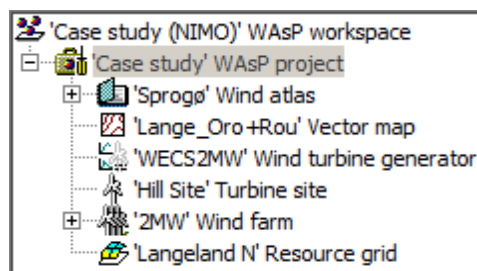 'Case study (NIMO)' WAsP workspace
'Case study' WAsP project
'Sprogø' Wind atlas
'Lange_Oro+Rou' Vector map
'WECS2MW' Wind turbine generator
'Hill Site' Turbine site
'2MW' Wind farm
'Langeland N' Resource grid